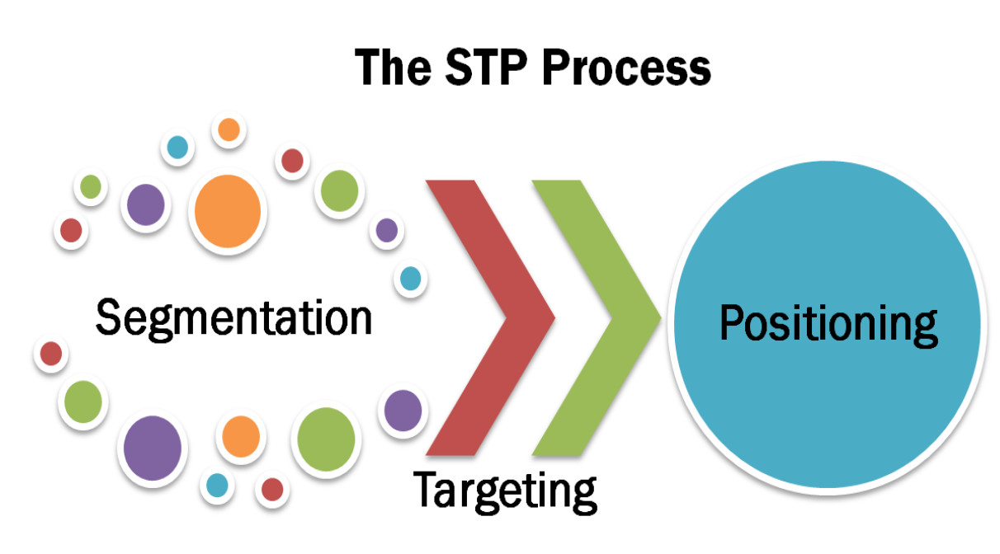 The STP Process
Segmentation
Targeting
Positioning